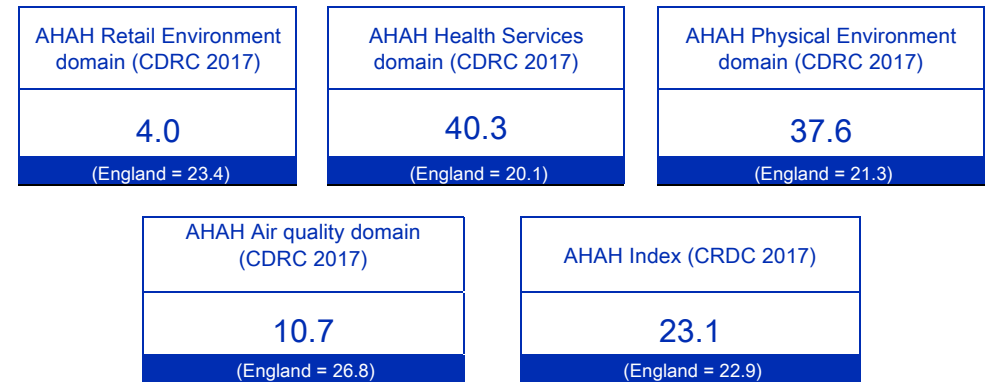 AHAH Retail Environment
domain (CDRC 2017)
4.0
(England = 23.4)
AHAH Health Services
domain (CDRC 2017)
40.3
(England = 20.1)
AHAH Physical Environment
domain (CDRC 2017)
37.6
(England = 21.3)
AHAH Air quality domain
(CDRC 2017)
10.7
(England = 26.8)
AHAH Index (CRDC 2017)
23.1
(England = 22.9)